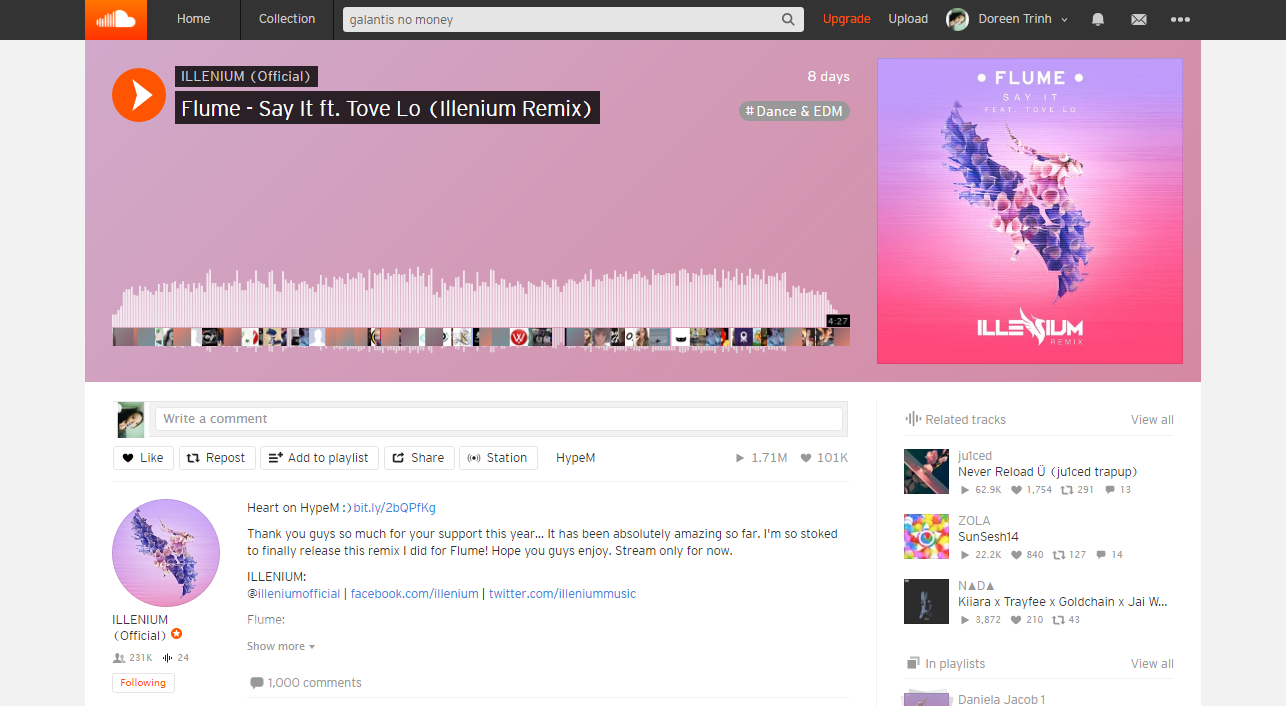 Home
Collection
galantis no money
Upgrade
Upload
Doreen Trinh
ILLENIUM (Official)
Flume - Say It ft. Tove Lo (Illenium Remix)
8 days
# Dance & EDM
4:27
• FLUME •
SAY IT
FEAT. TOVE LO
ILLENIUM
REMIX
Write a comment
Like
Repost
Add to playlist
Share
Station
HypeM
1.71M
101K
ILLENIUM
(Official)
231K
24
Following
Heart on HypeM :) bit.ly/2bQPfKg
Thank you guys so much for your support this year... It has been absolutely amazing so far. I'm so stoked
to finally release this remix I did for Flume! Hope you guys enjoy. Stream only for now.
ILLENIUM:
@illeniumofficial | facebook.com/illenium | twitter.com/illeniummusic
Flume:
Show more
1,000 comments
Related tracks
View all
ju1ced
Never Reload Ü (ju1ced trapup)
62.9K 1,754 291 13
ZOLA
SunSesh14
22.2K 840 127 14
N▲D▲
Kiiara x Trayfee x Goldchain x Jai W...
3,872 210 43
In playlists
View all
Daniela Jacob 1